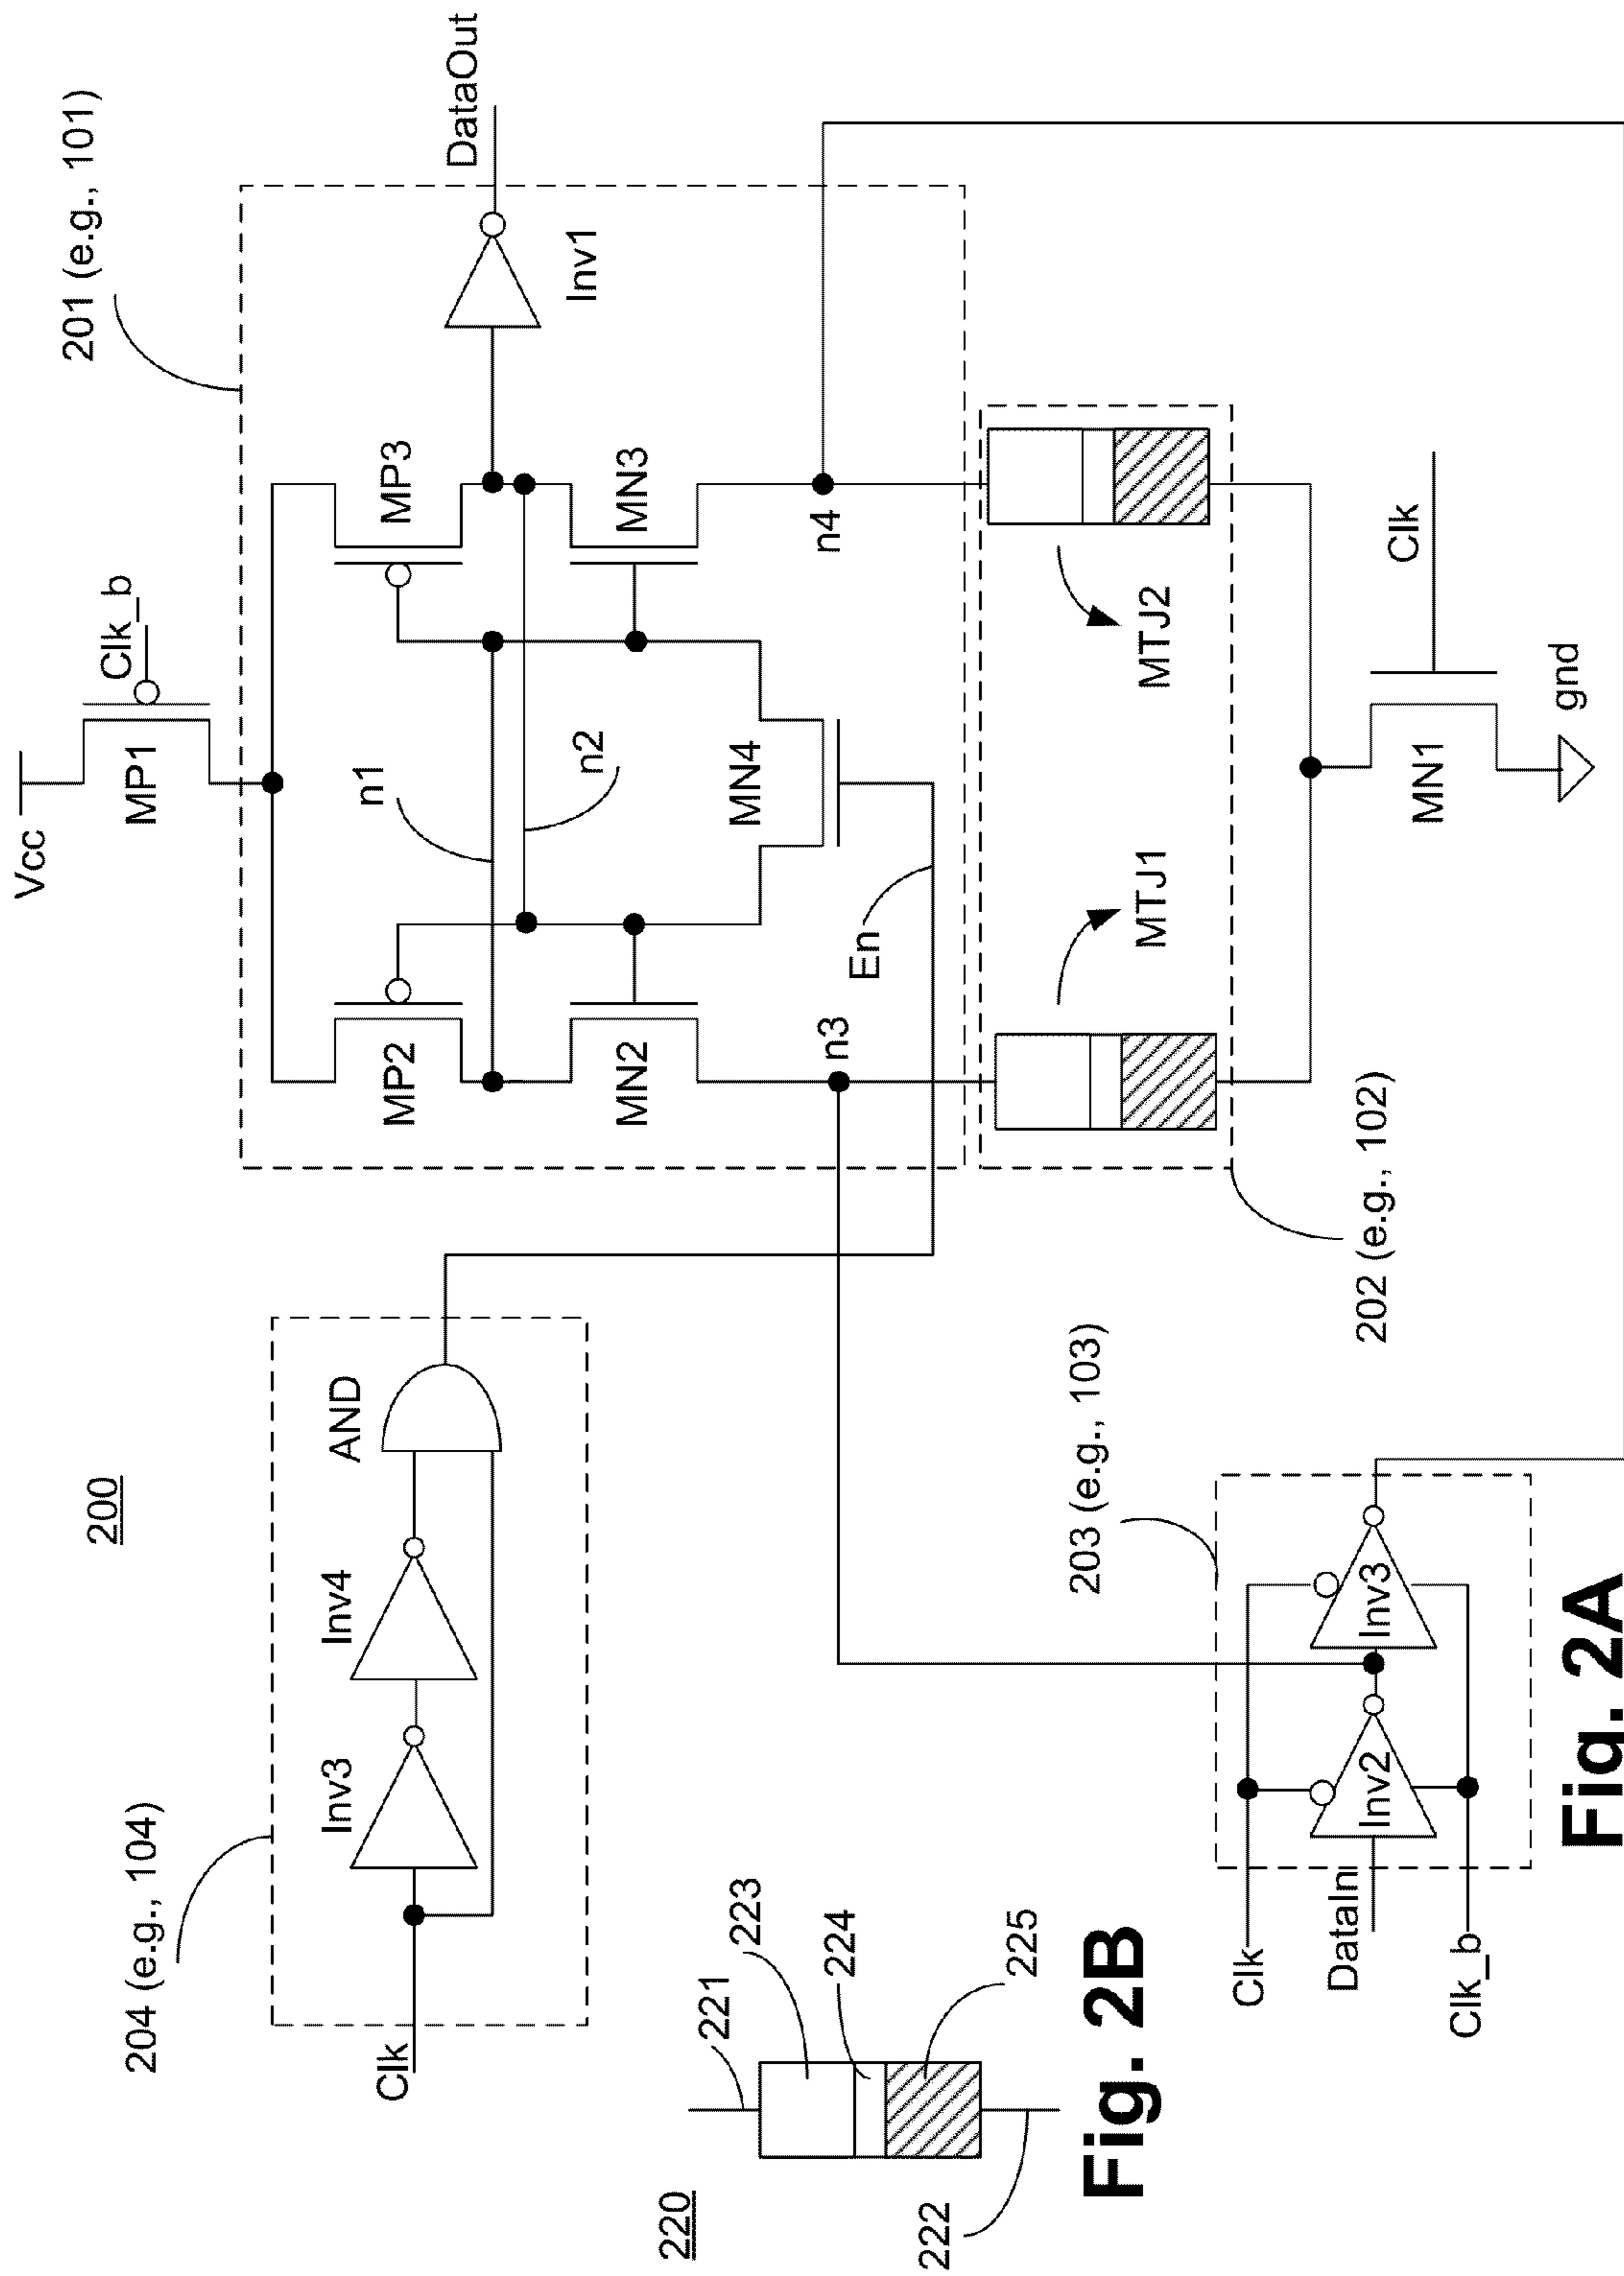 200
204 (e.g., 104)
Inv3
Inv4
AND
Clk
Vcc
MP1
Clk_b
201 (e.g., 101)
MP2
MP3
n1
n2
MN2
MN3
MN4
Inv1
DataOut
n3
n4
En
MTJ1
MTJ2
202 (e.g., 102)
MN1
Clk
gnd
203 (e.g., 103)
Clk
DataIn
Clk_b
Inv2
Inv3
Fig. 2A
220
221
223
224
225
222
Fig. 2B